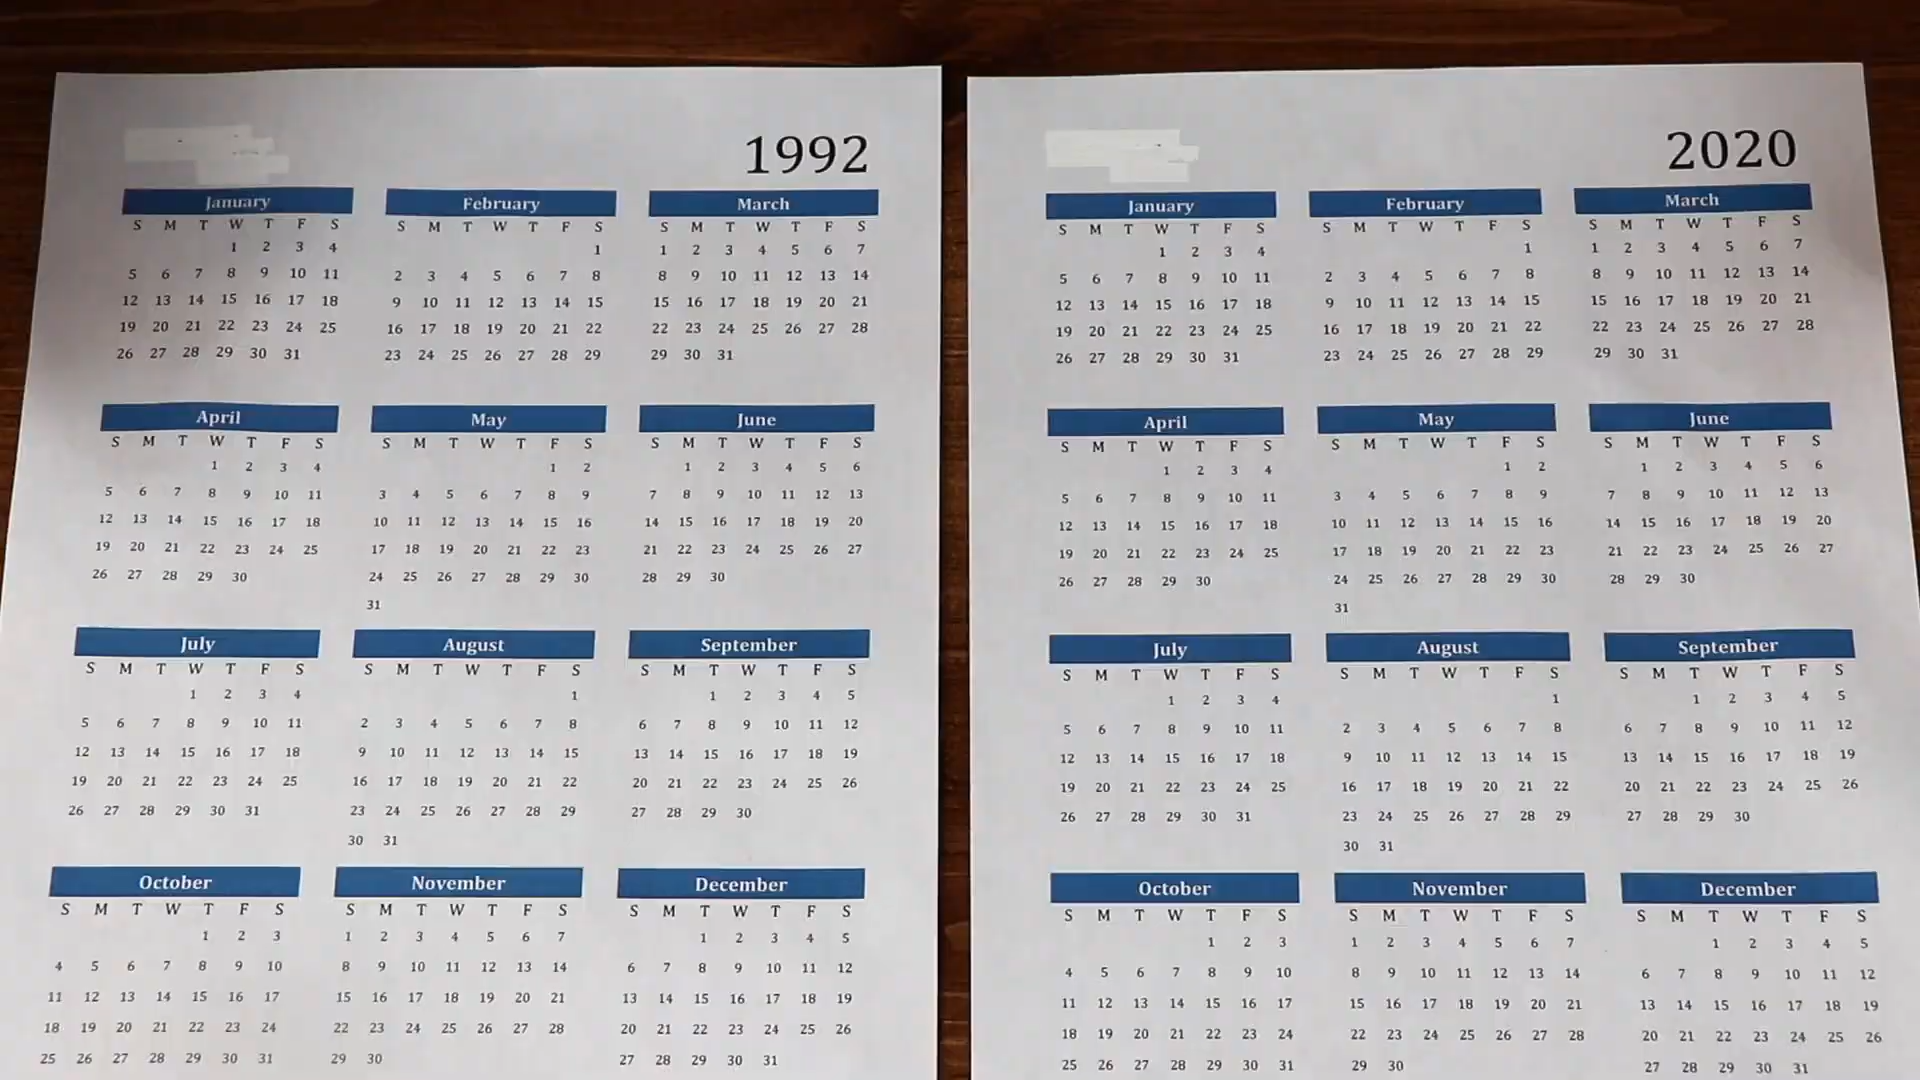 1992
January February March
S M T W T F S S M T W T F S S M T W T F S
1 2 3 4 1 1 2 3 4 5 6 7
5 6 7 8 9 10 11 2 3 4 5 6 7 8 8 9 10 11 12 13 14
12 13 14 15 16 17 18 9 10 11 12 13 14 15 15 16 17 18 19 20 21
19 20 21 22 23 24 25 16 17 18 19 20 21 22 22 23 24 25 26 27 28
26 27 28 29 30 31 23 24 25 26 27 28 29 29 30 31
April May June
S M T W T F S S M T W T F S S M T W T F S
1 2 3 4 1 2 1 2 3 4 5 6
5 6 7 8 9 10 11 3 4 5 6 7 8 9 7 8 9 10 11 12 13
12 13 14 15 16 17 18 10 11 12 13 14 15 16 14 15 16 17 18 19 20
19 20 21 22 23 24 25 17 18 19 20 21 22 23 21 22 23 24 25 26 27
26 27 28 29 30 24 25 26 27 28 29 30 28 29 30
31
July August September
S M T W T F S S M T W T F S S M T W T F S
1 2 3 4 1 1 2 3 4 5
5 6 7 8 9 10 11 2 3 4 5 6 7 8 6 7 8 9 10 11 12
12 13 14 15 16 17 18 9 10 11 12 13 14 15 13 14 15 16 17 18 19
19 20 21 22 23 24 25 16 17 18 19 20 21 22 20 21 22 23 24 25 26
26 27 28 29 30 31 23 24 25 26 27 28 29 27 28 29 30
30 31
October November December
S M T W T F S S M T W T F S S M T W T F S
1 2 3 1 2 3 4 5 6 7 1 2 3 4 5
4 5 6 7 8 9 10 8 9 10 11 12 13 14 6 7 8 9 10 11 12
11 12 13 14 15 16 17 15 16 17 18 19 20 21 13 14 15 16 17 18 19
18 19 20 21 22 23 24 22 23 24 25 26 27 28 20 21 22 23 24 25 26
25 26 27 28 29 30 31 29 30 27 28 29 30 31
2020
January February March
S M T W T F S S M T W T F S S M T W T F S
1 2 3 4 1 1 2 3 4 5 6 7
5 6 7 8 9 10 11 2 3 4 5 6 7 8 8 9 10 11 12 13 14
12 13 14 15 16 17 18 9 10 11 12 13 14 15 15 16 17 18 19 20 21
19 20 21 22 23 24 25 16 17 18 19 20 21 22 22 23 24 25 26 27 28
26 27 28 29 30 31 23 24 25 26 27 28 29 29 30 31
April May June
S M T W T F S S M T W T F S S M T W T F S
1 2 3 4 1 2 1 2 3 4 5 6
5 6 7 8 9 10 11 3 4 5 6 7 8 9 7 8 9 10 11 12 13
12 13 14 15 16 17 18 10 11 12 13 14 15 16 14 15 16 17 18 19 20
19 20 21 22 23 24 25 17 18 19 20 21 22 23 21 22 23 24 25 26 27
26 27 28 29 30 24 25 26 27 28 29 30 28 29 30
31
July August September
S M T W T F S S M T W T F S S M T W T F S
1 2 3 4 1 1 2 3 4 5
5 6 7 8 9 10 11 2 3 4 5 6 7 8 6 7 8 9 10 11 12
12 13 14 15 16 17 18 9 10 11 12 13 14 15 13 14 15 16 17 18 19
19 20 21 22 23 24 25 16 17 18 19 20 21 22 20 21 22 23 24 25 26
26 27 28 29 30 31 23 24 25 26 27 28 29 27 28 29 30
30 31
October November December
S M T W T F S S M T W T F S S M T W T F S
1 2 3 1 2 3 4 5 6 7 1 2 3 4 5
4 5 6 7 8 9 10 8 9 10 11 12 13 14 6 7 8 9 10 11 12
11 12 13 14 15 16 17 15 16 17 18 19 20 21 13 14 15 16 17 18 19
18 19 20 21 22 23 24 22 23 24 25 26 27 28 20 21 22 23 24 25 26
25 26 27 28 29 30 31 29 30 27 28 29 30 31